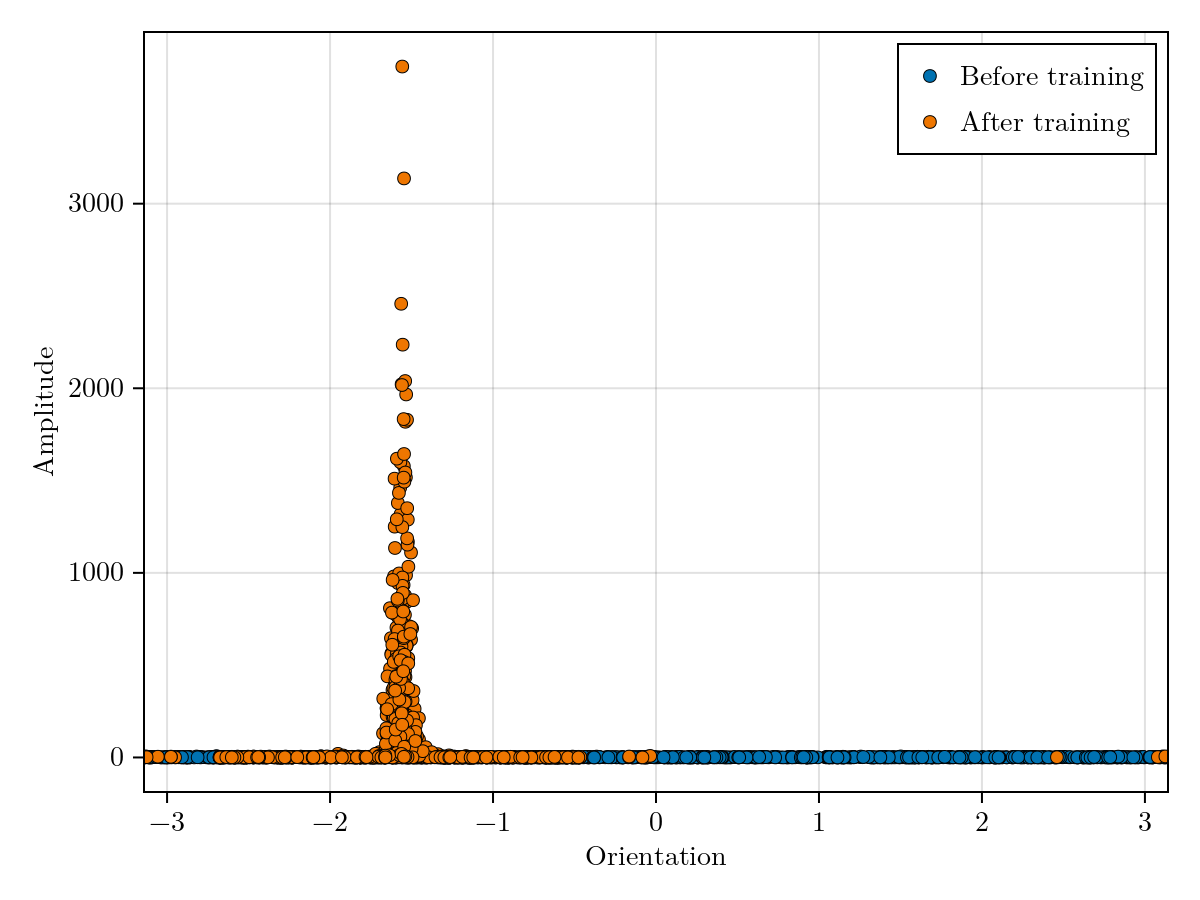 Before training
After training
3000
2000
1000
0
Amplitude
−3 −2 −1 0 1 2 3
Orientation